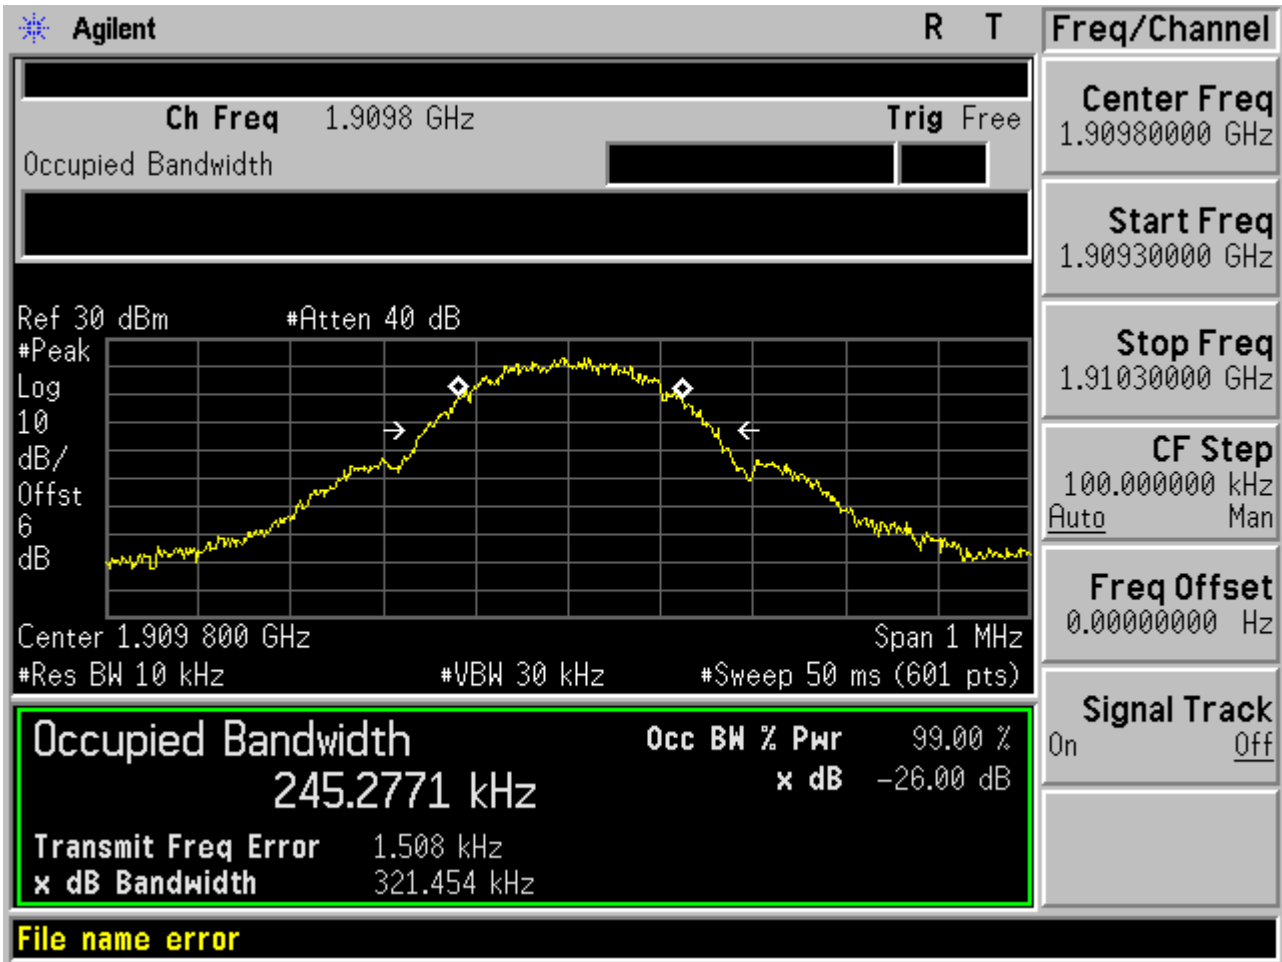 Agilent R T
Ch Freq 1.9098 GHz Trig Free
Occupied Bandwidth
Ref 30 dBm #Atten 40 dB
#Peak
Log
10
dB/
Offst
6
dB
Center 1.909 800 GHz Span 1 MHz
#Res BW 10 kHz #VBW 30 kHz #Sweep 50 ms (601 pts)
Occupied Bandwidth Occ BW % Pwr 99.00 %
245.2771 kHz x dB -26.00 dB
Transmit Freq Error 1.508 kHz
x dB Bandwidth 321.454 kHz
File name error
Freq/Channel
Center Freq
1.90980000 GHz
Start Freq
1.90930000 GHz
Stop Freq
1.91030000 GHz
CF Step
100.000000 kHz
Auto Man
Freq Offset
0.00000000 Hz
Signal Track
On Off